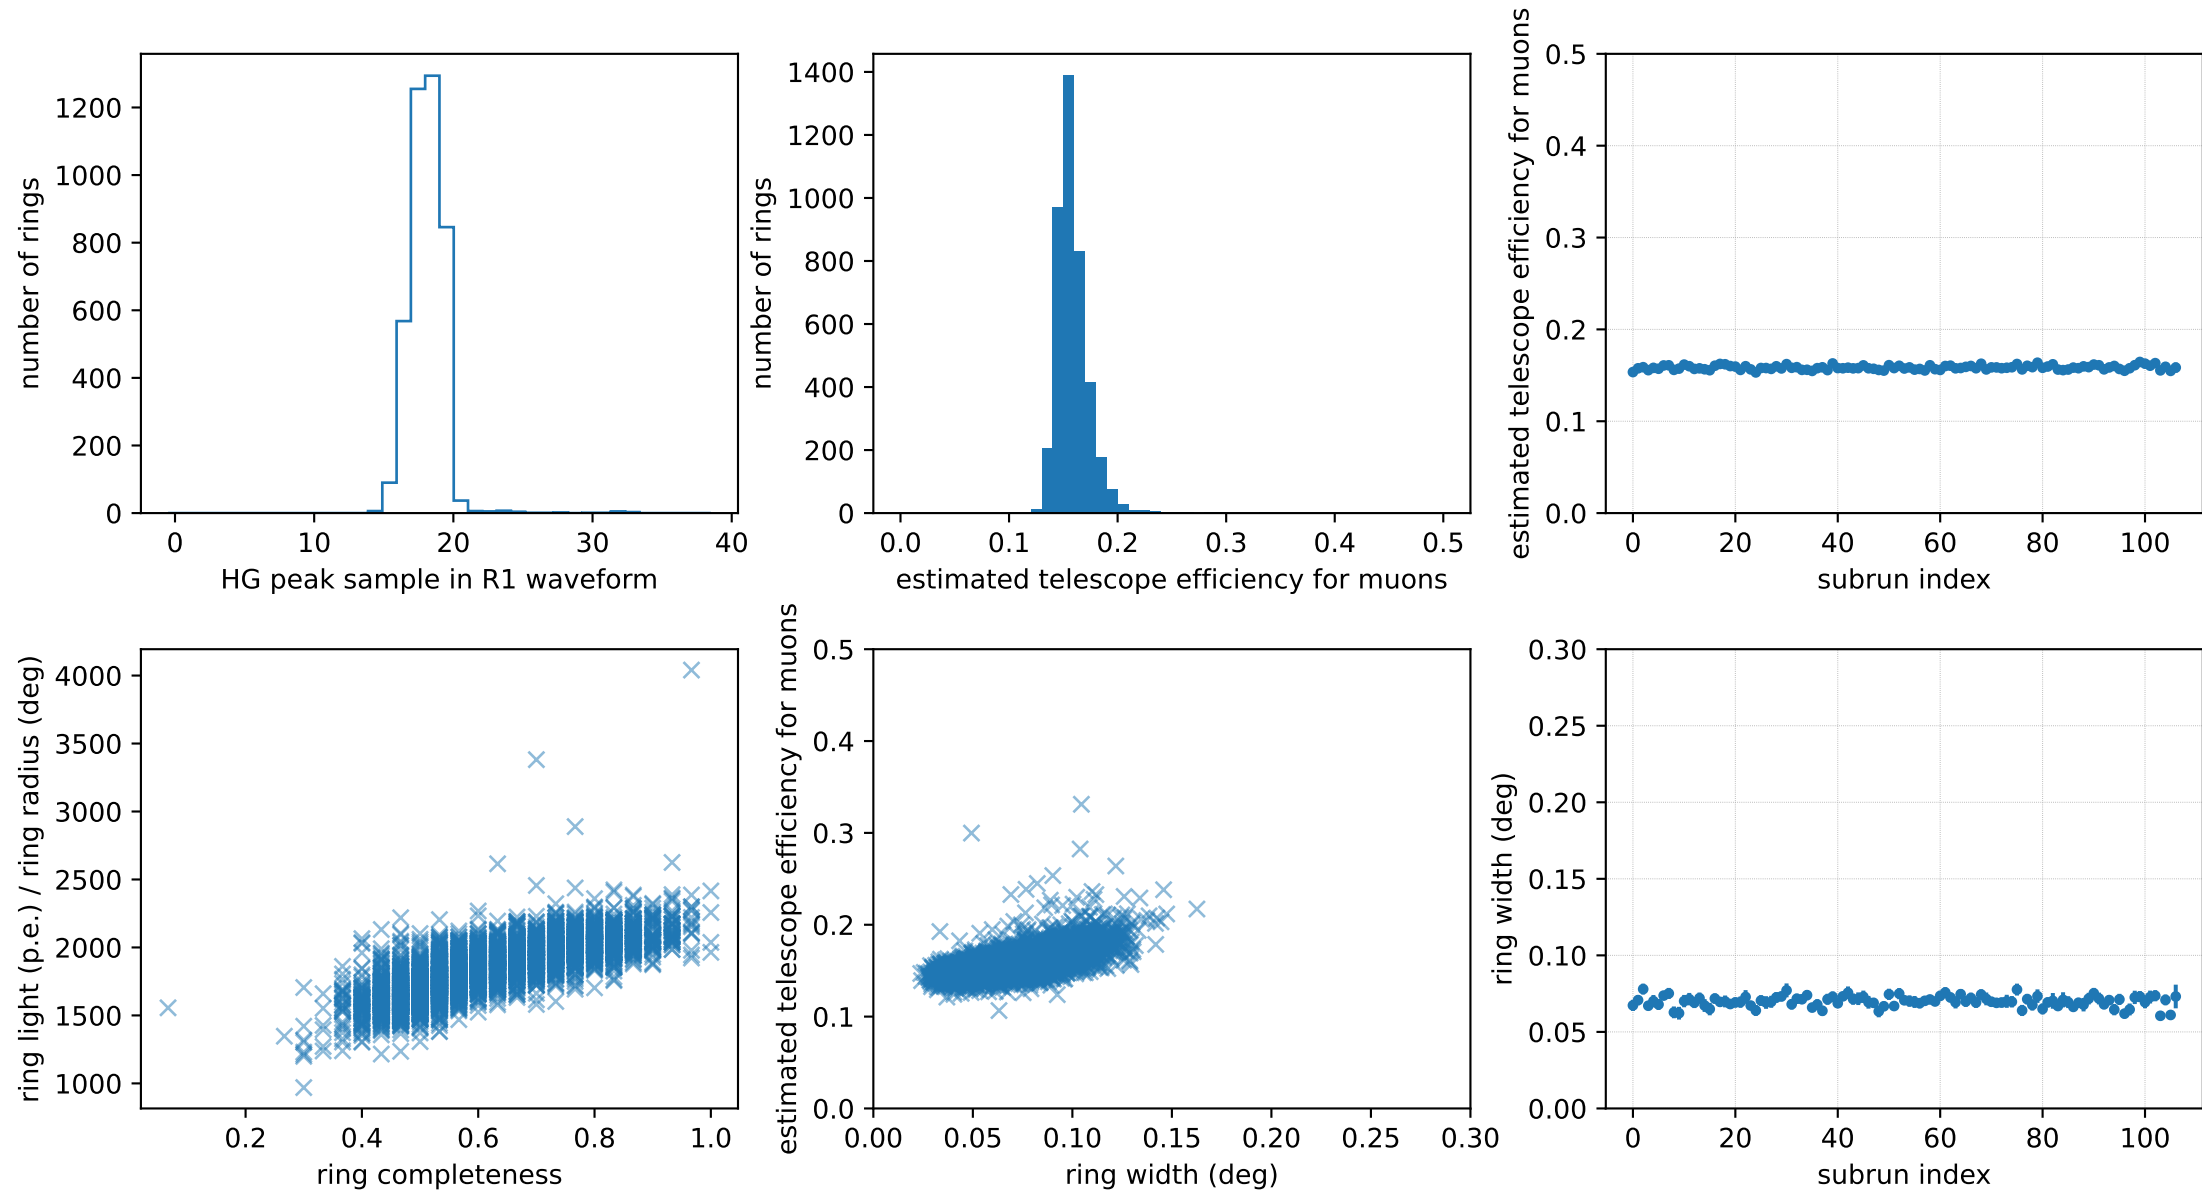 number of rings
1200
1000
800
600
400
200
0
0 10 20 30 40
HG peak sample in R1 waveform
number of rings
1400
1200
1000
800
600
400
200
0
0.0 0.1 0.2 0.3 0.4 0.5
estimated telescope efficiency for muons
estimated telescope efficiency for muons
0.5
0.4
0.3
0.2
0.1
0.0
0 20 40 60 80 100
subrun index
ring light (p.e.) / ring radius (deg)
4000
3500
3000
2500
2000
1500
1000
0.2 0.4 0.6 0.8 1.0
ring completeness
estimated telescope efficiency for muons
0.5
0.4
0.3
0.2
0.1
0.0
0.00 0.05 0.10 0.15 0.20 0.25 0.30
ring width (deg)
ring width (deg)
0.30
0.25
0.20
0.15
0.10
0.05
0.00
0 20 40 60 80 100
subrun index